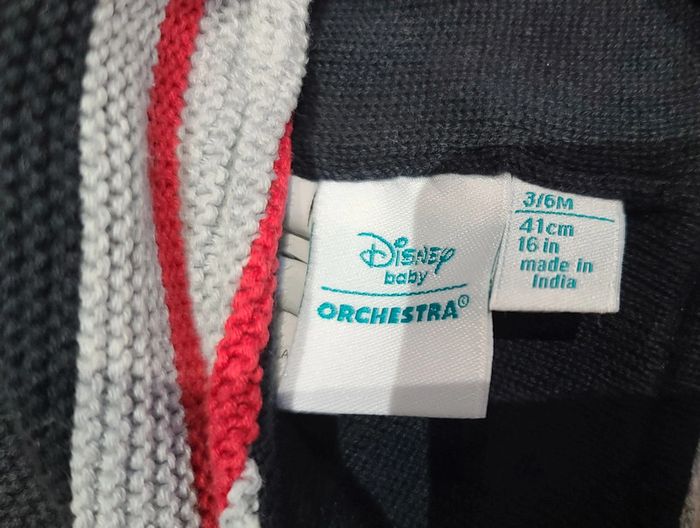 Disney
baby
ORCHESTRA®
3/6M
41cm
16 in
made in
India